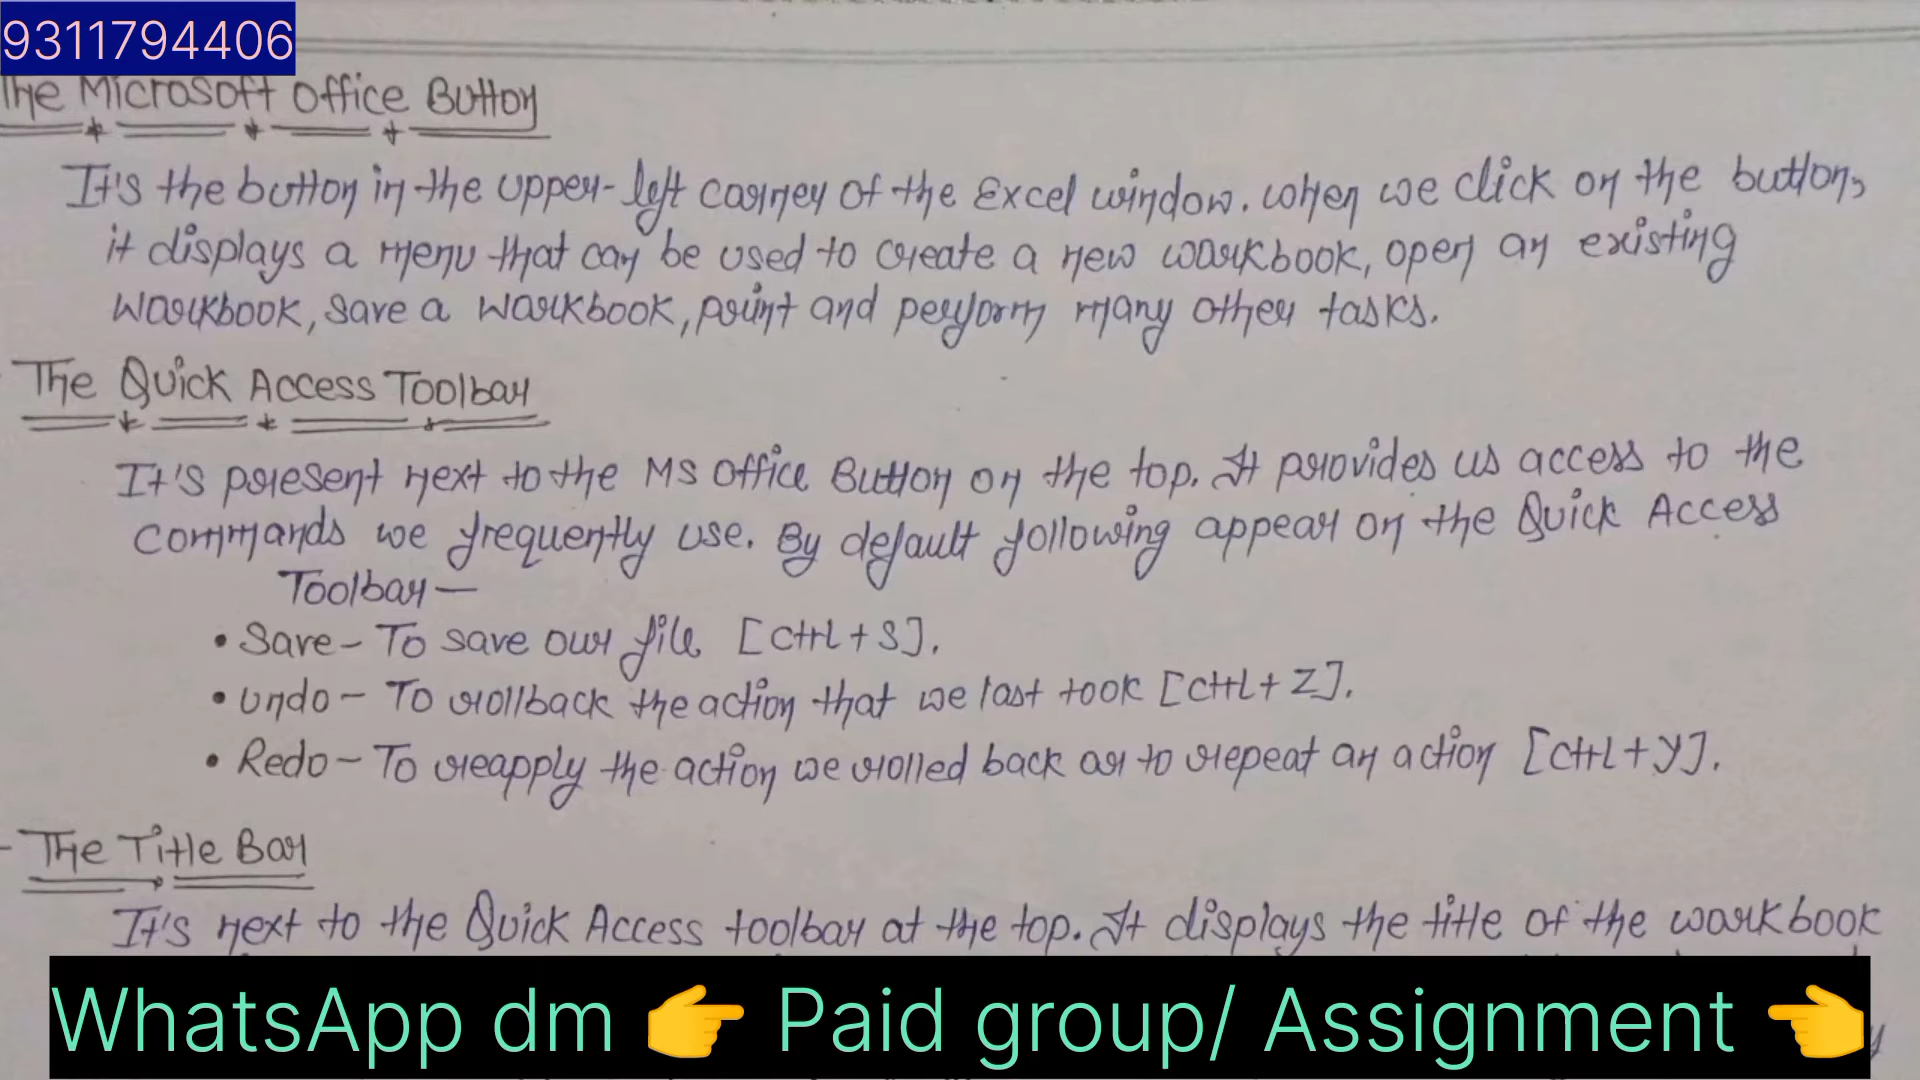 9311794406
The Microsoft Office Button
It's the button in the upper-left corner of the Excel window. When we click on the button,
it displays a menu that can be used to create a new workbook, open an existing
workbook, save a workbook, print and perform many other tasks.
The Quick Access Toolbar
It's present next to the MS Office Button on the top. It provides us access to the
commands we frequently use. By default following appear on the Quick Access
Toolbar—
• Save - To save our file [Ctrl+S].
• Undo - To rollback the action that we last took [Ctrl+Z].
• Redo - To reapply the action we rolled back or to repeat an action [Ctrl+Y].
- The Title Bar
It's next to the Quick Access toolbar at the top. It displays the title of the workbook
WhatsApp dm 👉 Paid group/ Assignment 👈